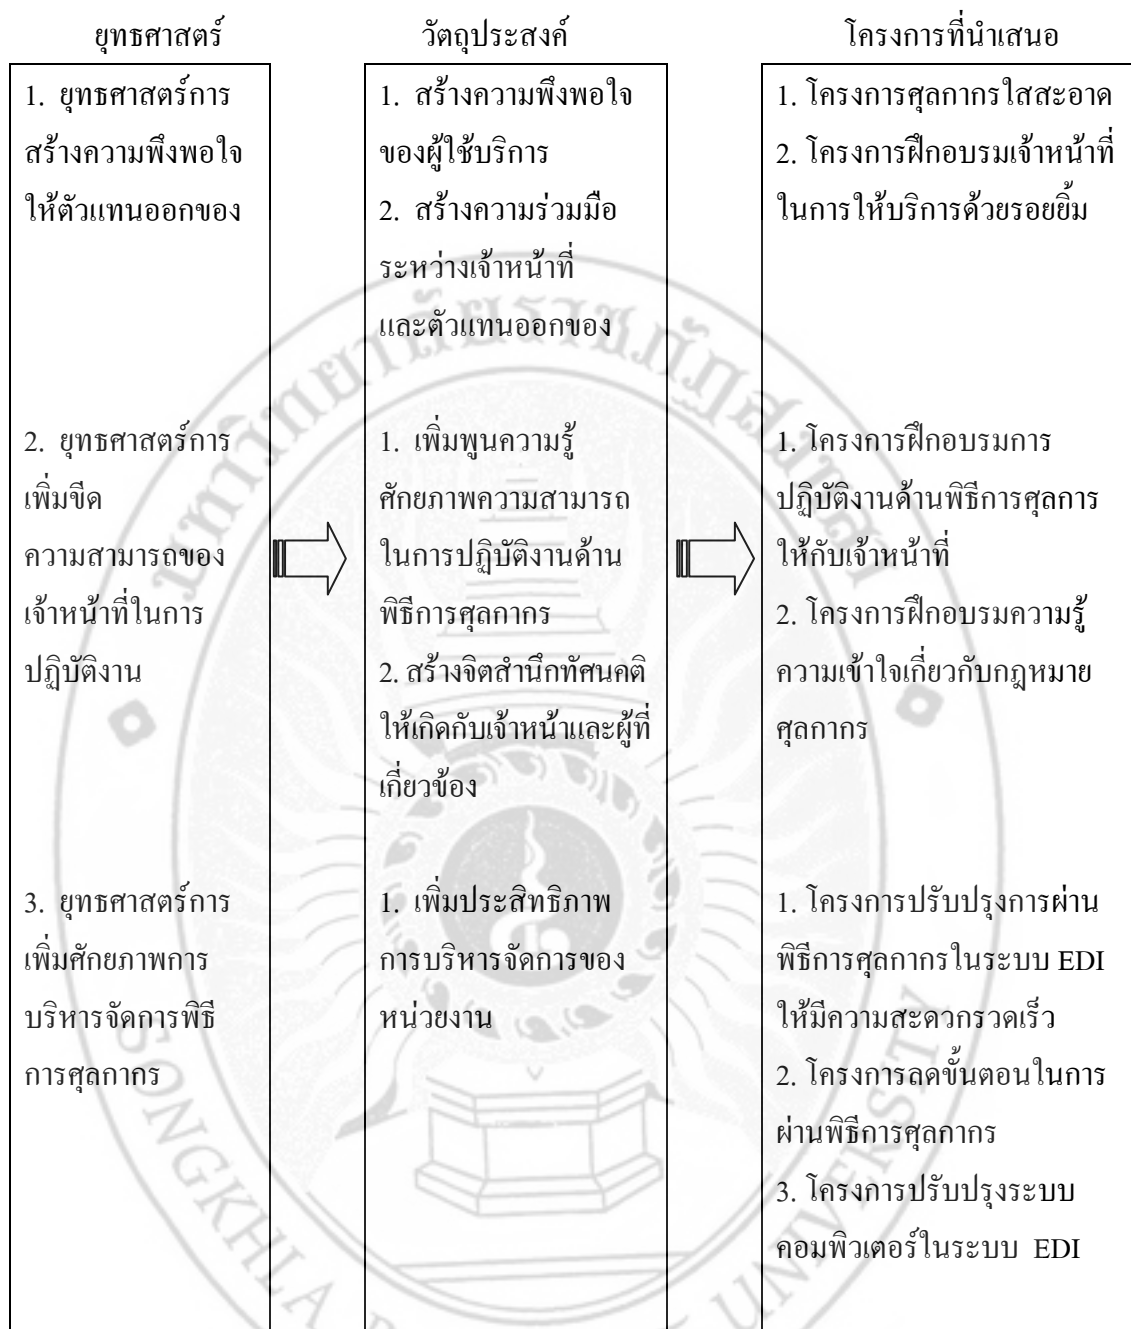 ยุทธศาสตร์
วัตถุประสงค์
โครงการที่นำเสนอ
1. ยุทธศาสตร์การ
สร้างความพึงพอใจ
ให้ตัวแทนออกของ
1. สร้างความพึงพอใจ
ของผู้ใช้บริการ
2. สร้างความร่วมมือ
ระหว่างเจ้าหน้าที่
และตัวแทนออกของ
1. โครงการศุลกากรใสสะอาด
2. โครงการฝึกอบรมเจ้าหน้าที่
ในการให้บริการด้วยรอยยิ้ม
2. ยุทธศาสตร์การ
เพิ่มขีด
ความสามารถของ
เจ้าหน้าที่ในการ
ปฏิบัติงาน
1. เพิ่มพูนความรู้
ศักยภาพความสามารถ
ในการปฏิบัติงานด้าน
พิธีการศุลกากร
2. สร้างจิตสำนึกทัศนคติ
ให้เกิดกับเจ้าหน้าและผู้ที่
เกี่ยวข้อง
1. โครงการฝึกอบรมการ
ปฏิบัติงานด้านพิธีการศุลการ
ให้กับเจ้าหน้าที่
2. โครงการฝึกอบรมความรู้
ความเข้าใจเกี่ยวกับกฎหมาย
ศุลกากร
3. ยุทธศาสตร์การ
เพิ่มศักยภาพการ
บริหารจัดการพิธี
การศุลกากร
1. เพิ่มประสิทธิภาพ
การบริหารจัดการของ
หน่วยงาน
1. โครงการปรับปรุงการผ่าน
พิธีการศุลกากรในระบบ EDI
ให้มีความสะดวกรวดเร็ว
2. โครงการลดขั้นตอนในการ
ผ่านพิธีการศุลกากร
3. โครงการปรับปรุงระบบ
คอมพิวเตอร์ในระบบ EDI
มหาวิทยาลัยราชภัฏสงขลา
SONGKHLA
UNIVERSITY